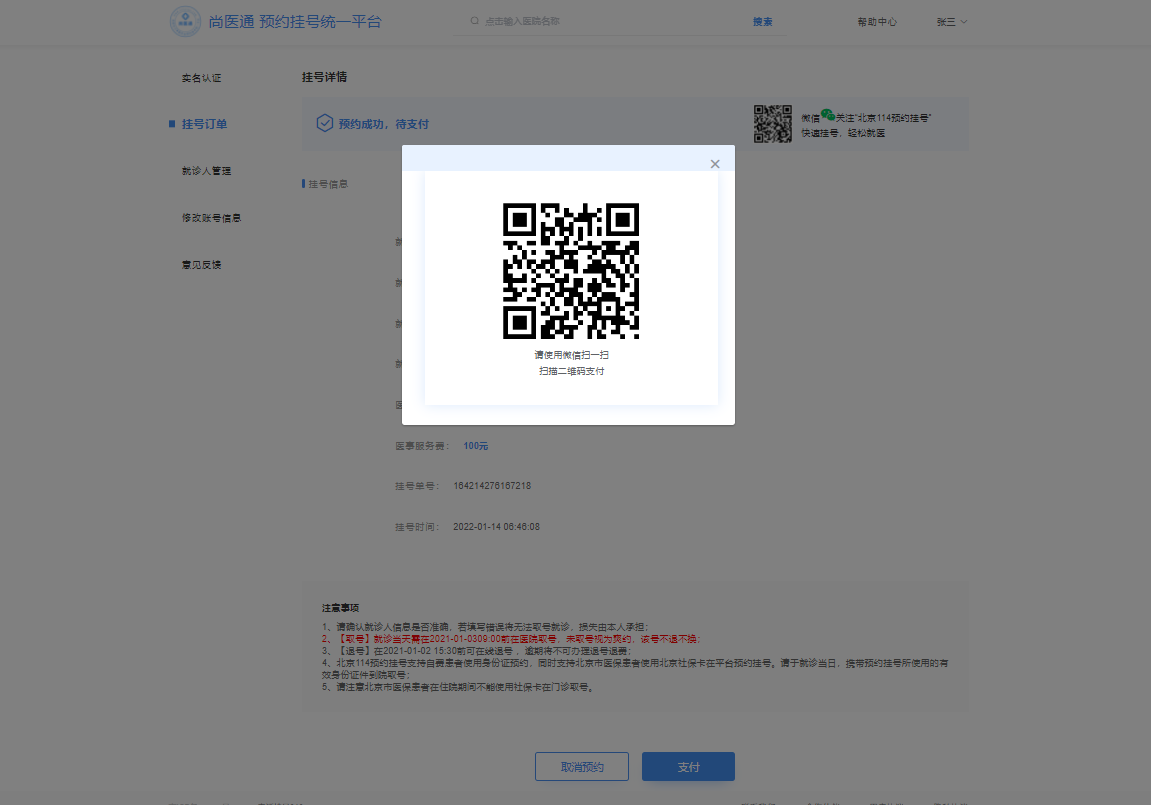 尚医通 预约挂号统一平台
点击输入医院名称
搜索
帮助中心
张三
实名认证
挂号订单
就诊人管理
修改账号信息
意见反馈
挂号详情
预约成功，待支付
微信 关注"北京114预约挂号"
快速挂号，轻松就医
挂号信息
请使用微信扫一扫
扫描二维码支付
医事服务费： 100元
挂号单号： 164214276167218
挂号时间： 2022-01-14 06:46:08
注意事项
1、请确认就诊人信息是否准确，若填写错误将无法取号就诊，损失由本人承担；
2、【取号】就诊当天需在2021-01-0309:00前在医院取号，未取号视为爽约，该号不退不换；
3、【退号】在2021-01-02 15:30前可在线退号，逾期将不可办理退号退费；
4、北京114预约挂号支持自费患者使用身份证预约，同时支持北京市医保患者使用北京社保卡在平台预约挂号。请于就诊当日，携带预约挂号所使用的有
效身份证件到院取号；
5、请注意北京市医保患者在住院期间不能使用社保卡在门诊取号。
取消预约
支付